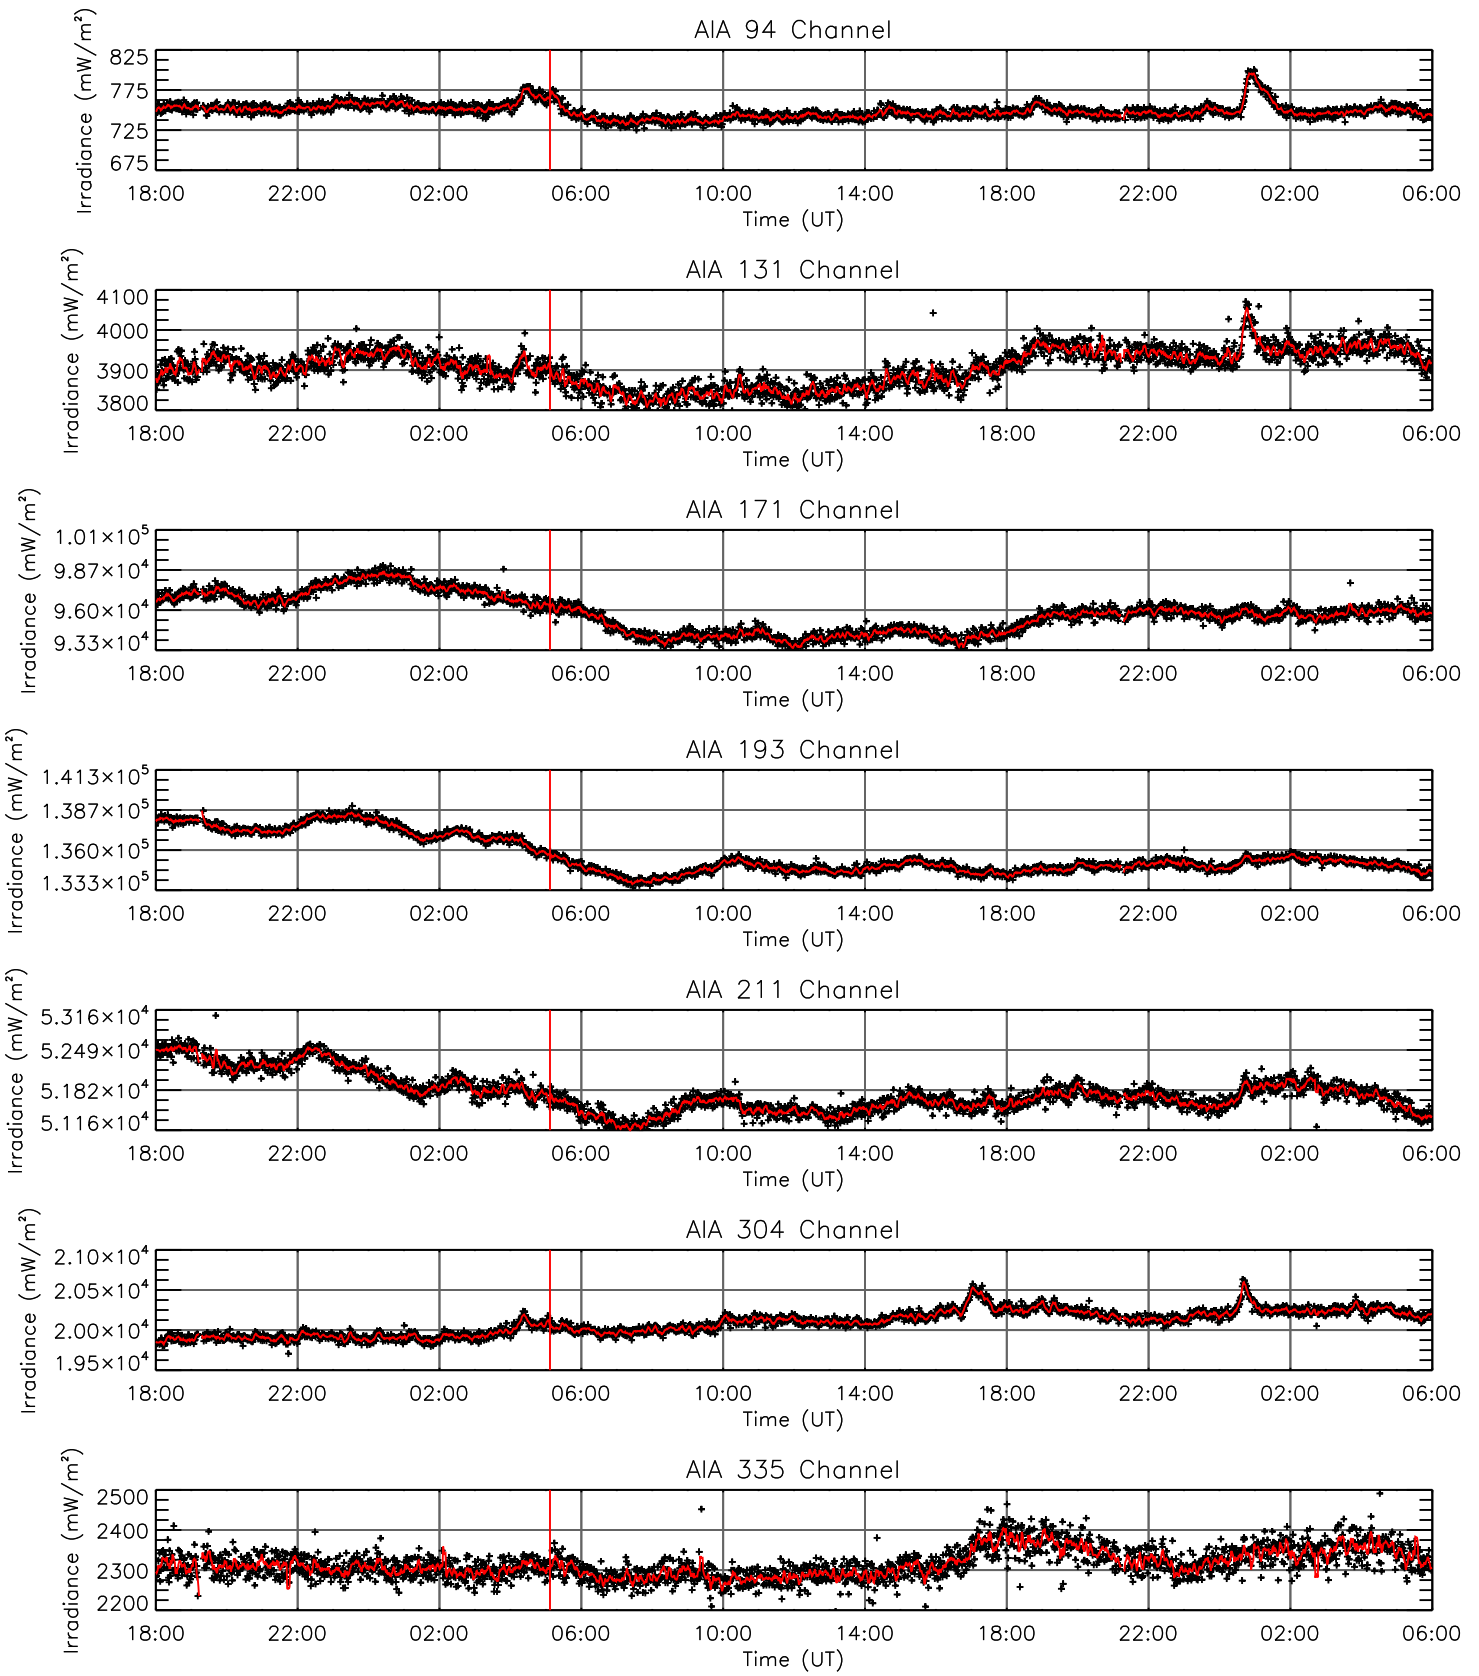 AIA 94 Channel
Irradiance (mW/m²)
825
775
725
675
18:00 22:00 02:00 06:00 10:00 14:00 18:00 22:00 02:00 06:00
Time (UT)
AIA 131 Channel
Irradiance (mW/m²)
4100
4000
3900
3800
18:00 22:00 02:00 06:00 10:00 14:00 18:00 22:00 02:00 06:00
Time (UT)
AIA 171 Channel
Irradiance (mW/m²)
1.01×10⁵
9.87×10⁴
9.60×10⁴
9.33×10⁴
18:00 22:00 02:00 06:00 10:00 14:00 18:00 22:00 02:00 06:00
Time (UT)
AIA 193 Channel
Irradiance (mW/m²)
1.413×10⁵
1.387×10⁵
1.360×10⁵
1.333×10⁵
18:00 22:00 02:00 06:00 10:00 14:00 18:00 22:00 02:00 06:00
Time (UT)
AIA 211 Channel
Irradiance (mW/m²)
5.316×10⁴
5.249×10⁴
5.182×10⁴
5.116×10⁴
18:00 22:00 02:00 06:00 10:00 14:00 18:00 22:00 02:00 06:00
Time (UT)
AIA 304 Channel
Irradiance (mW/m²)
2.10×10⁴
2.05×10⁴
2.00×10⁴
1.95×10⁴
18:00 22:00 02:00 06:00 10:00 14:00 18:00 22:00 02:00 06:00
Time (UT)
AIA 335 Channel
Irradiance (mW/m²)
2500
2400
2300
2200
18:00 22:00 02:00 06:00 10:00 14:00 18:00 22:00 02:00 06:00
Time (UT)